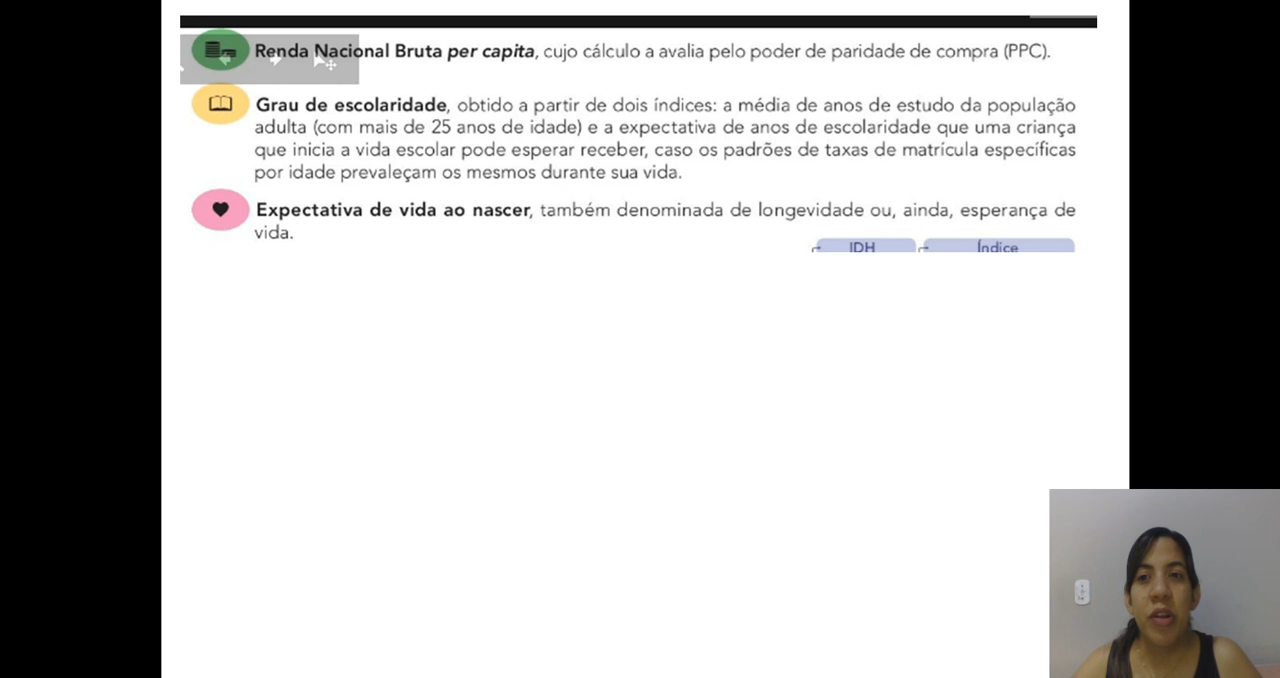 Renda Nacional Bruta per capita, cujo cálculo a avalia pelo poder de paridade de compra (PPC).
Grau de escolaridade, obtido a partir de dois índices: a média de anos de estudo da população
adulta (com mais de 25 anos de idade) e a expectativa de anos de escolaridade que uma criança
que inicia a vida escolar pode esperar receber, caso os padrões de taxas de matrícula específicas
por idade prevaleçam os mesmos durante sua vida.
Expectativa de vida ao nascer, também denominada de longevidade ou, ainda, esperança de
vida.
IDH Índice